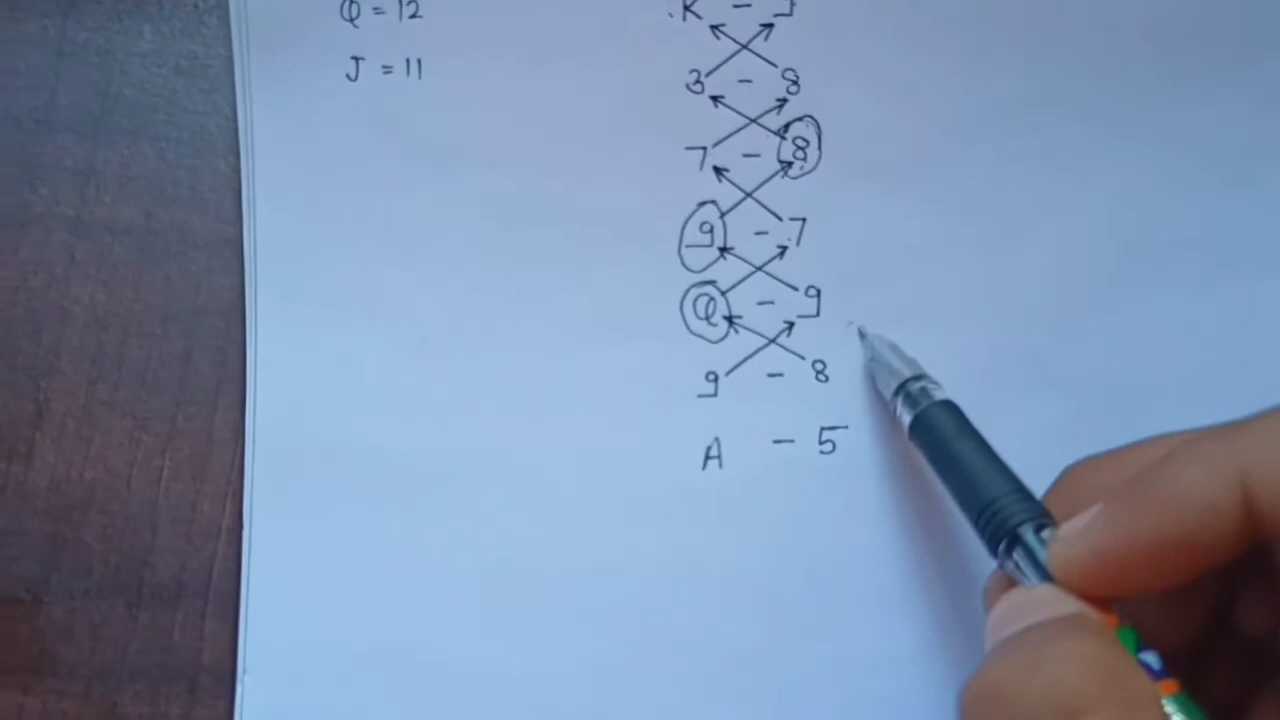 Q = 12
J = 11
K - J
3 - 8
7 - 8
9 - 7
Q - 9
9 - 8
A - 5